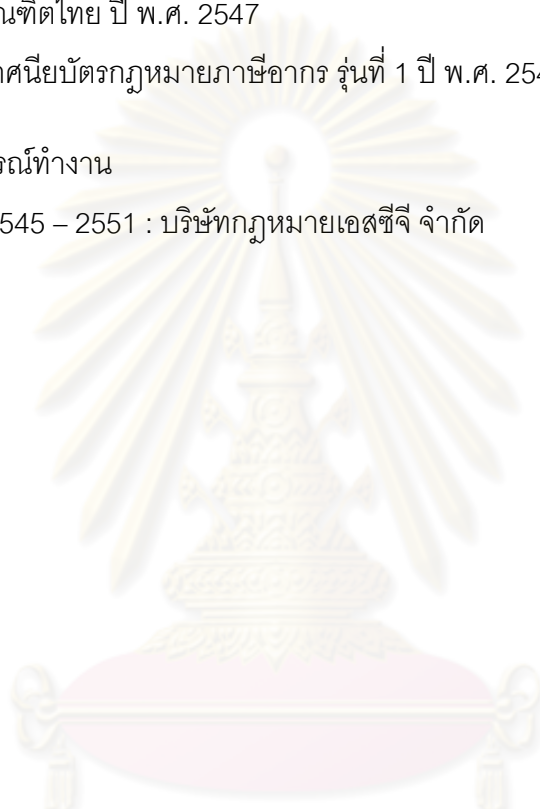 ณฑิตไทย ปี พ.ศ. 2547
าศนียบัตรกฎหมายภาษีอากร รุ่นที่ 1 ปี พ.ศ. 254
รณ์ทำงาน
545 – 2551 : บริษัทกฎหมายเอสซีจี จำกัด